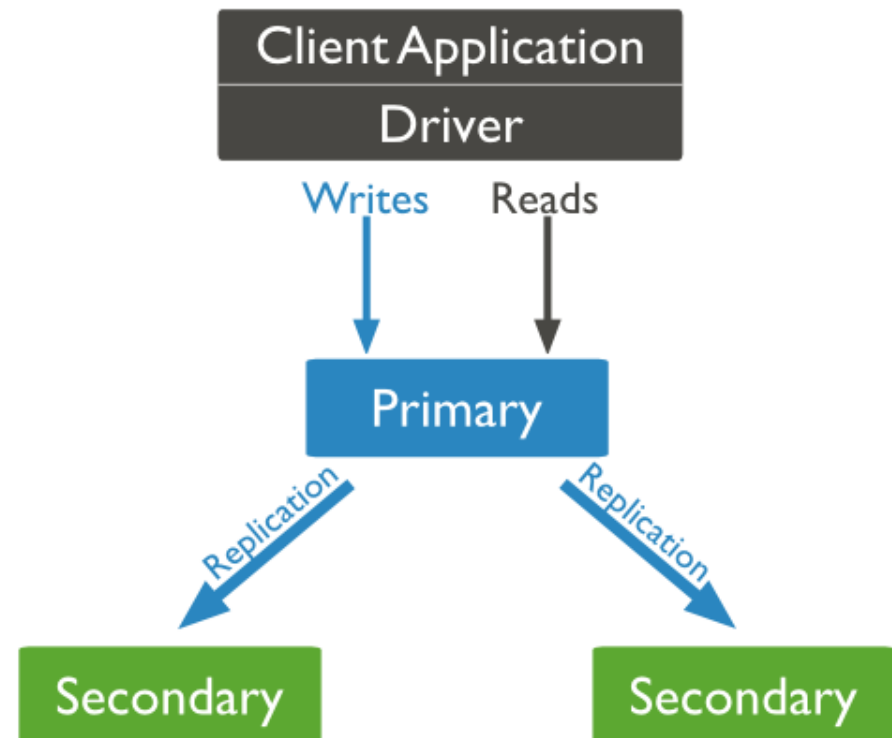 Client Application
Driver
Writes Reads
Primary
Replication Replication
Secondary Secondary